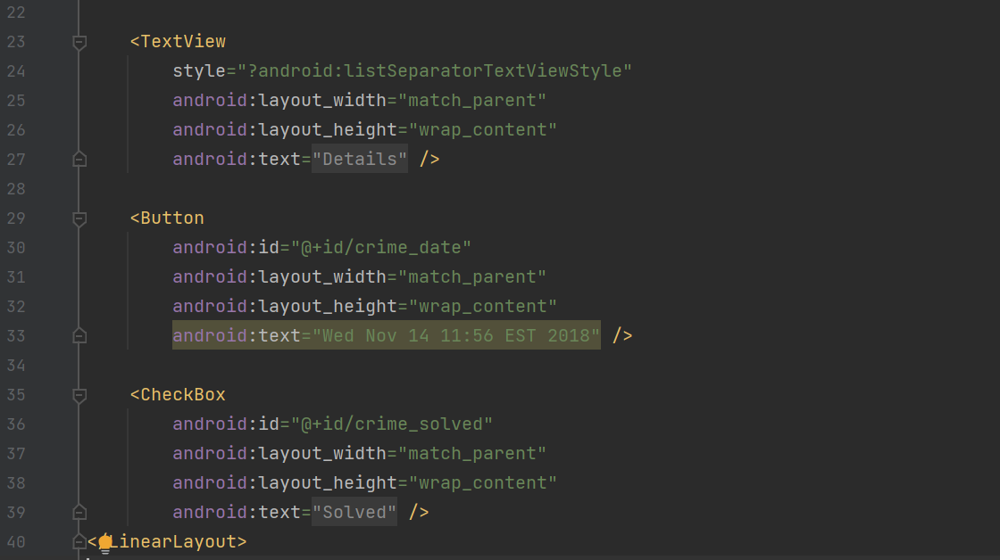 22
23 <TextView
24 style="?android:listSeparatorTextViewStyle"
25 android:layout_width="match_parent"
26 android:layout_height="wrap_content"
27 android:text="Details" />
28
29 <Button
30 android:id="@+id/crime_date"
31 android:layout_width="match_parent"
32 android:layout_height="wrap_content"
33 android:text="Wed Nov 14 11:56 EST 2018" />
34
35 <CheckBox
36 android:id="@+id/crime_solved"
37 android:layout_width="match_parent"
38 android:layout_height="wrap_content"
39 android:text="Solved" />
40 </LinearLayout>